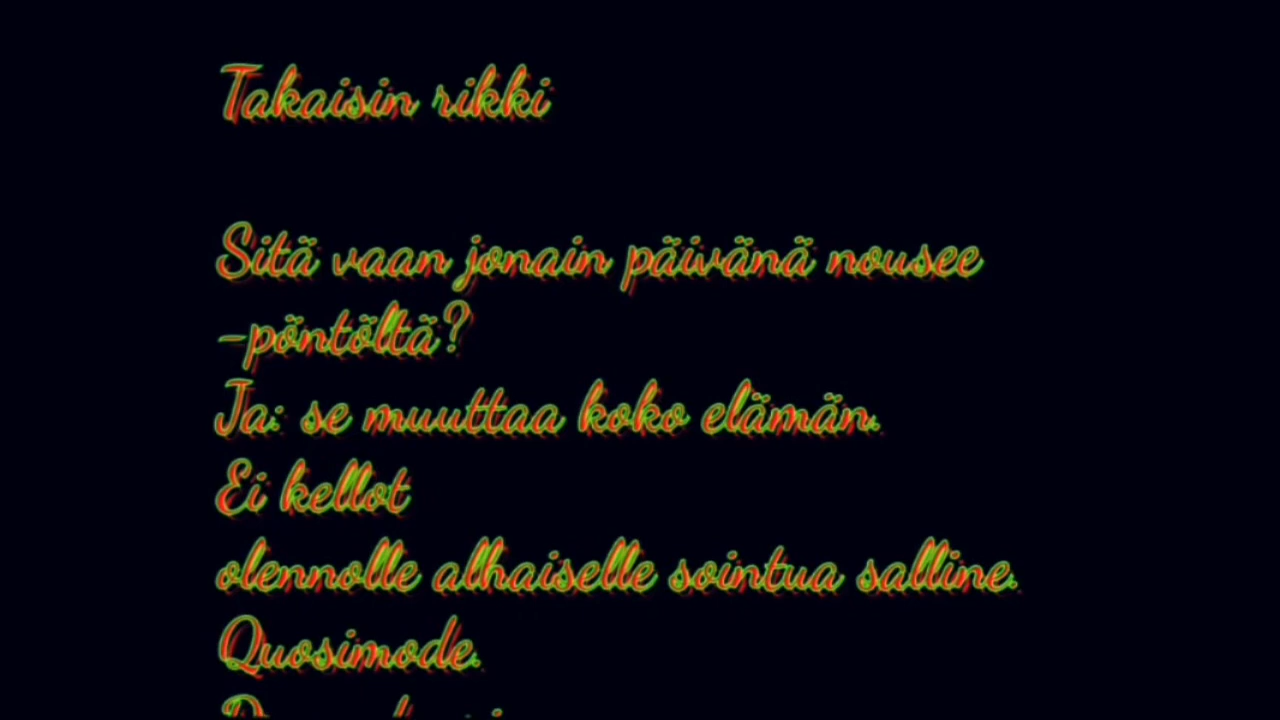 Takaisin rikki
Sitä vaan jonain päivänä nousee
-pöntöltä?
Ja: se muuttaa koko elämän.
Ei kellot
olennolle alhaiselle sointua salline.
Quosimode.